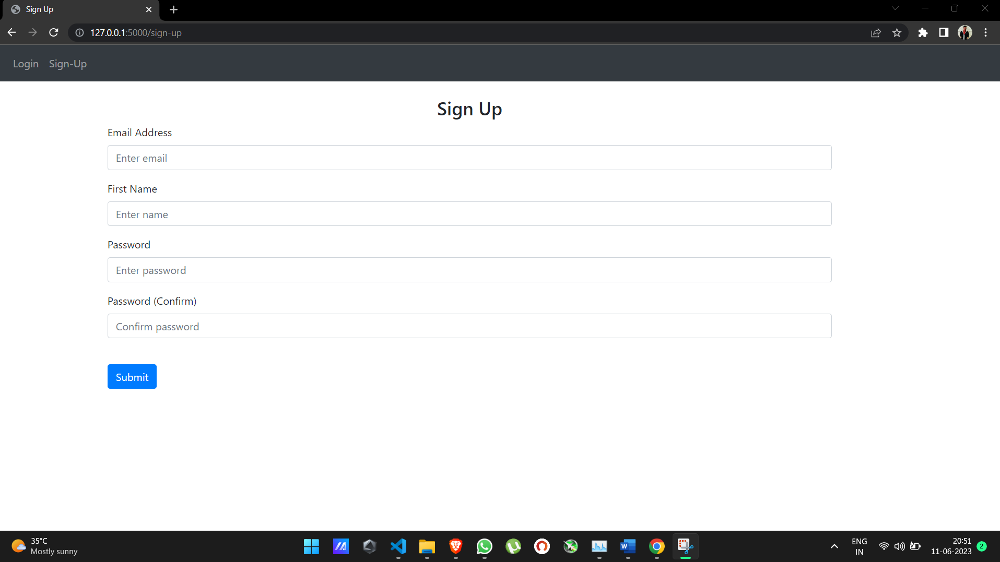 Sign Up
127.0.0.1:5000/sign-up
Login Sign-Up
Sign Up
Email Address
Enter email
First Name
Enter name
Password
Enter password
Password (Confirm)
Confirm password
Submit
35°C
Mostly sunny
W
ENG
IN
20:51
11-06-2023
2